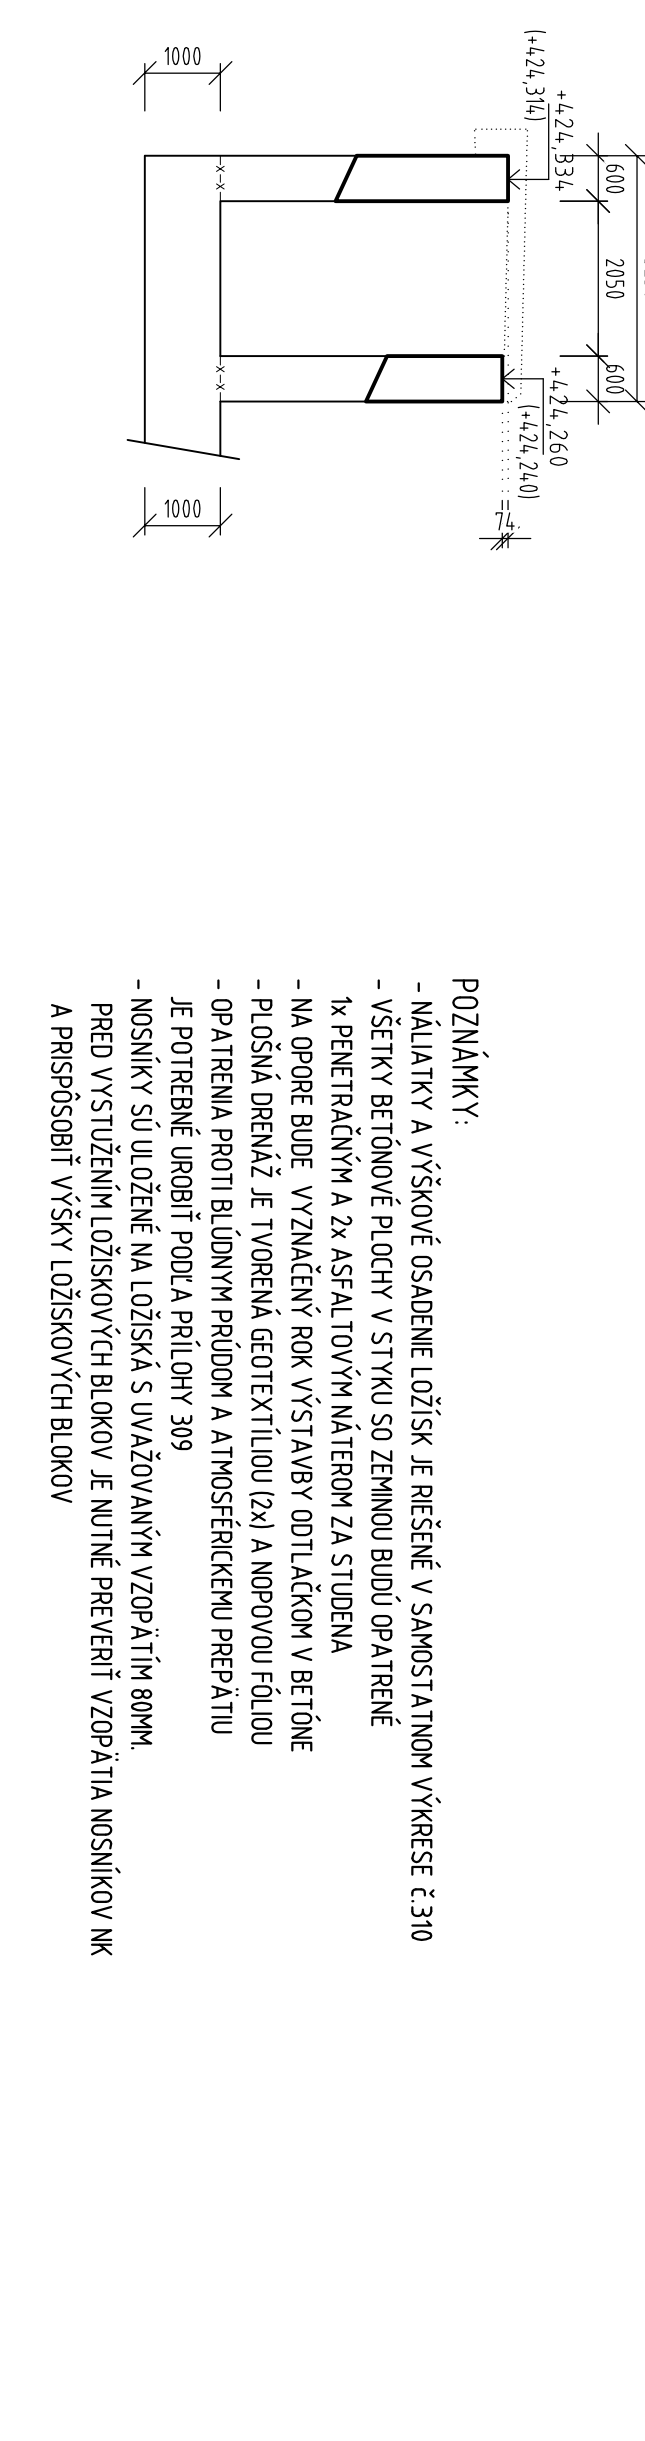 1000
(+424,314)
+424,334
600
2050
600
+424,260
(+424,240)
74
1000
POZNÁMKY:
- NÁLIATKY A VÝŠKOVÉ OSADENIE LOŽÍSK JE RIEŠENÉ V SAMOSTATNOM VÝKRESE č.310
- VŠETKY BETÓNOVÉ PLOCHY V STYKU SO ZEMINOU BUDÚ OPATRENÉ
1x PENETRAČNÝM A 2x ASFALTOVÝM NÁTEROM ZA STUDENA
- NA OPORE BUDE VYZNAČENÝ ROK VÝSTAVBY ODTLAČKOM V BETÓNE
- PLOŠNÁ DRENÁŽ JE TVORENÁ GEOTEXTÍLIOU (2x) A NOPOVOU FÓLIOU
- OPATRENIA PROTI BLÚDNYM PRÚDOM A ATMOSFÉRICKEMU PREPÄTIU
JE POTREBNÉ UROBIŤ PODĽA PRÍLOHY 309
- NOSNÍKY SÚ ULOŽENÉ NA LOŽISKÁ S UVAŽOVANÝM VZOPÄTÍM 80MM.
PRED VYSTUŽENÍM LOŽISKOVÝCH BLOKOV JE NUTNÉ PREVERIŤ VZOPÄTIA NOSNÍKOV NK
A PRISPÔSOBIŤ VÝŠKY LOŽISKOVÝCH BLOKOV